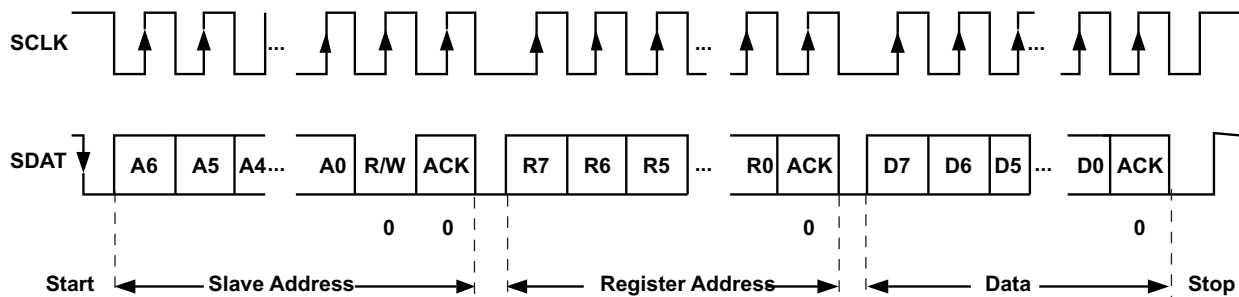 SCLK ... ... ...
SDAT A6 A5 A4... A0 R/W ACK R7 R6 R5 ... R0 ACK D7 D6 D5 ... D0 ACK
0 0 0 0
Start Slave Address Register Address Data Stop